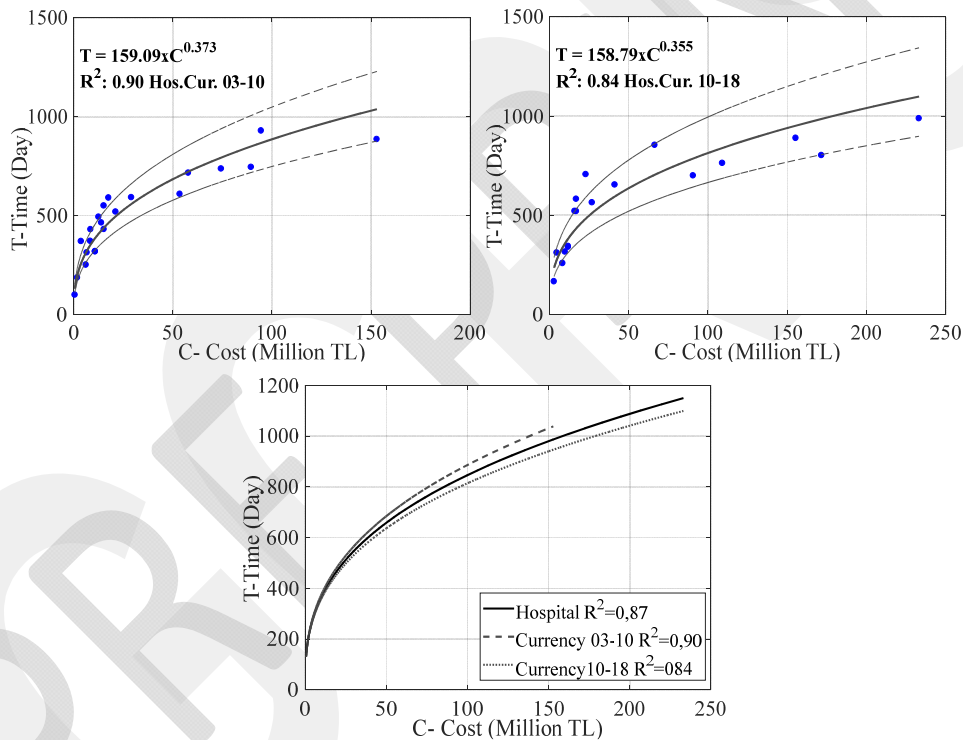 T = 159.09xC^0.373
R^2: 0.90 Hos.Cur. 03-10
T-Time (Day)
1500
1000
500
0
0 50 100 150 200
C- Cost (Million TL)
T = 158.79xC^0.355
R^2: 0.84 Hos.Cur. 10-18
T-Time (Day)
1500
1000
500
0
0 50 100 150 200 250
C- Cost (Million TL)
T-Time (Day)
1200
1000
800
600
400
200
0
Hospital R^2=0,87
Currency 03-10 R^2=0,90
Currency10-18 R^2=084
0 50 100 150 200 250
C- Cost (Million TL)